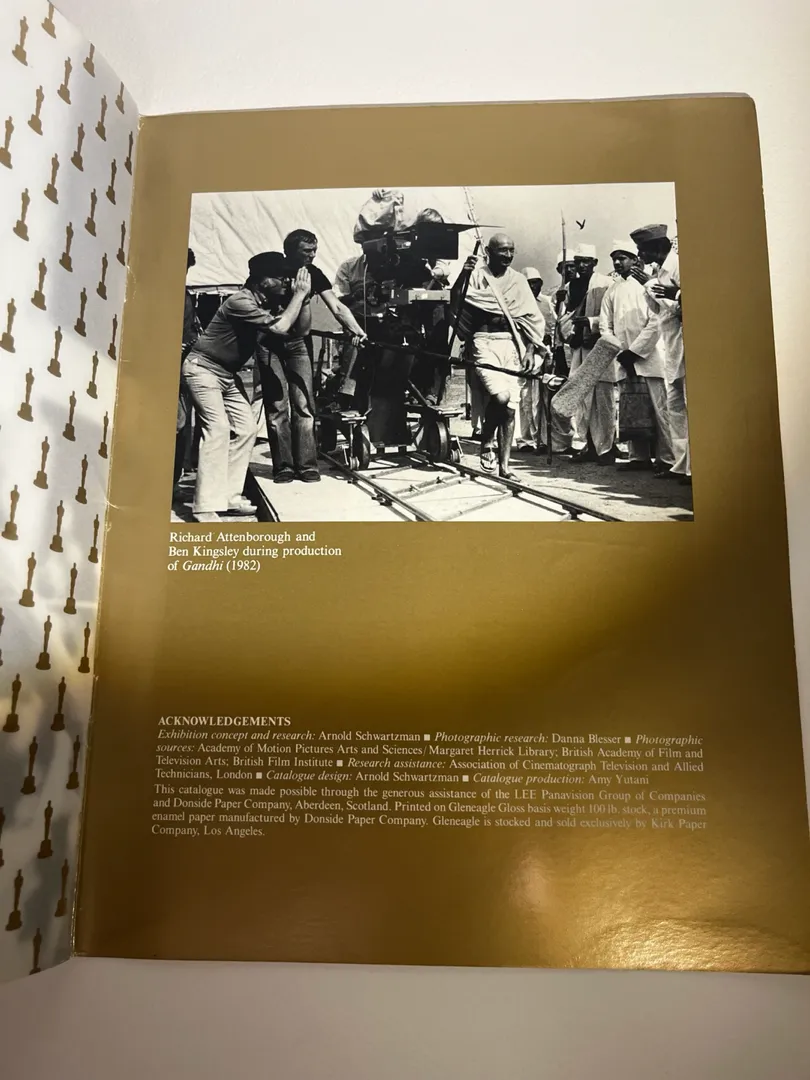 Richard Attenborough and
Ben Kingsley during production
of Gandhi (1982)
ACKNOWLEDGEMENTS
Exhibition concept and research: Arnold Schwartzman ■ Photographic research: Danna Blesser ■ Photographic
sources: Academy of Motion Pictures Arts and Sciences/Margaret Herrick Library; British Academy of Film and
Television Arts; British Film Institute ■ Research assistance: Association of Cinematograph Television and Allied
Technicians, London ■ Catalogue design: Arnold Schwartzman ■ Catalogue production: Amy Yutani
This catalogue was made possible through the generous assistance of the LEE Panavision Group of Companies
and Donside Paper Company, Aberdeen, Scotland. Printed on Gleneagle Gloss basis weight 100 lb. stock, a premium
enamel paper manufactured by Donside Paper Company. Gleneagle is stocked and sold exclusively by Kirk Paper
Company, Los Angeles.